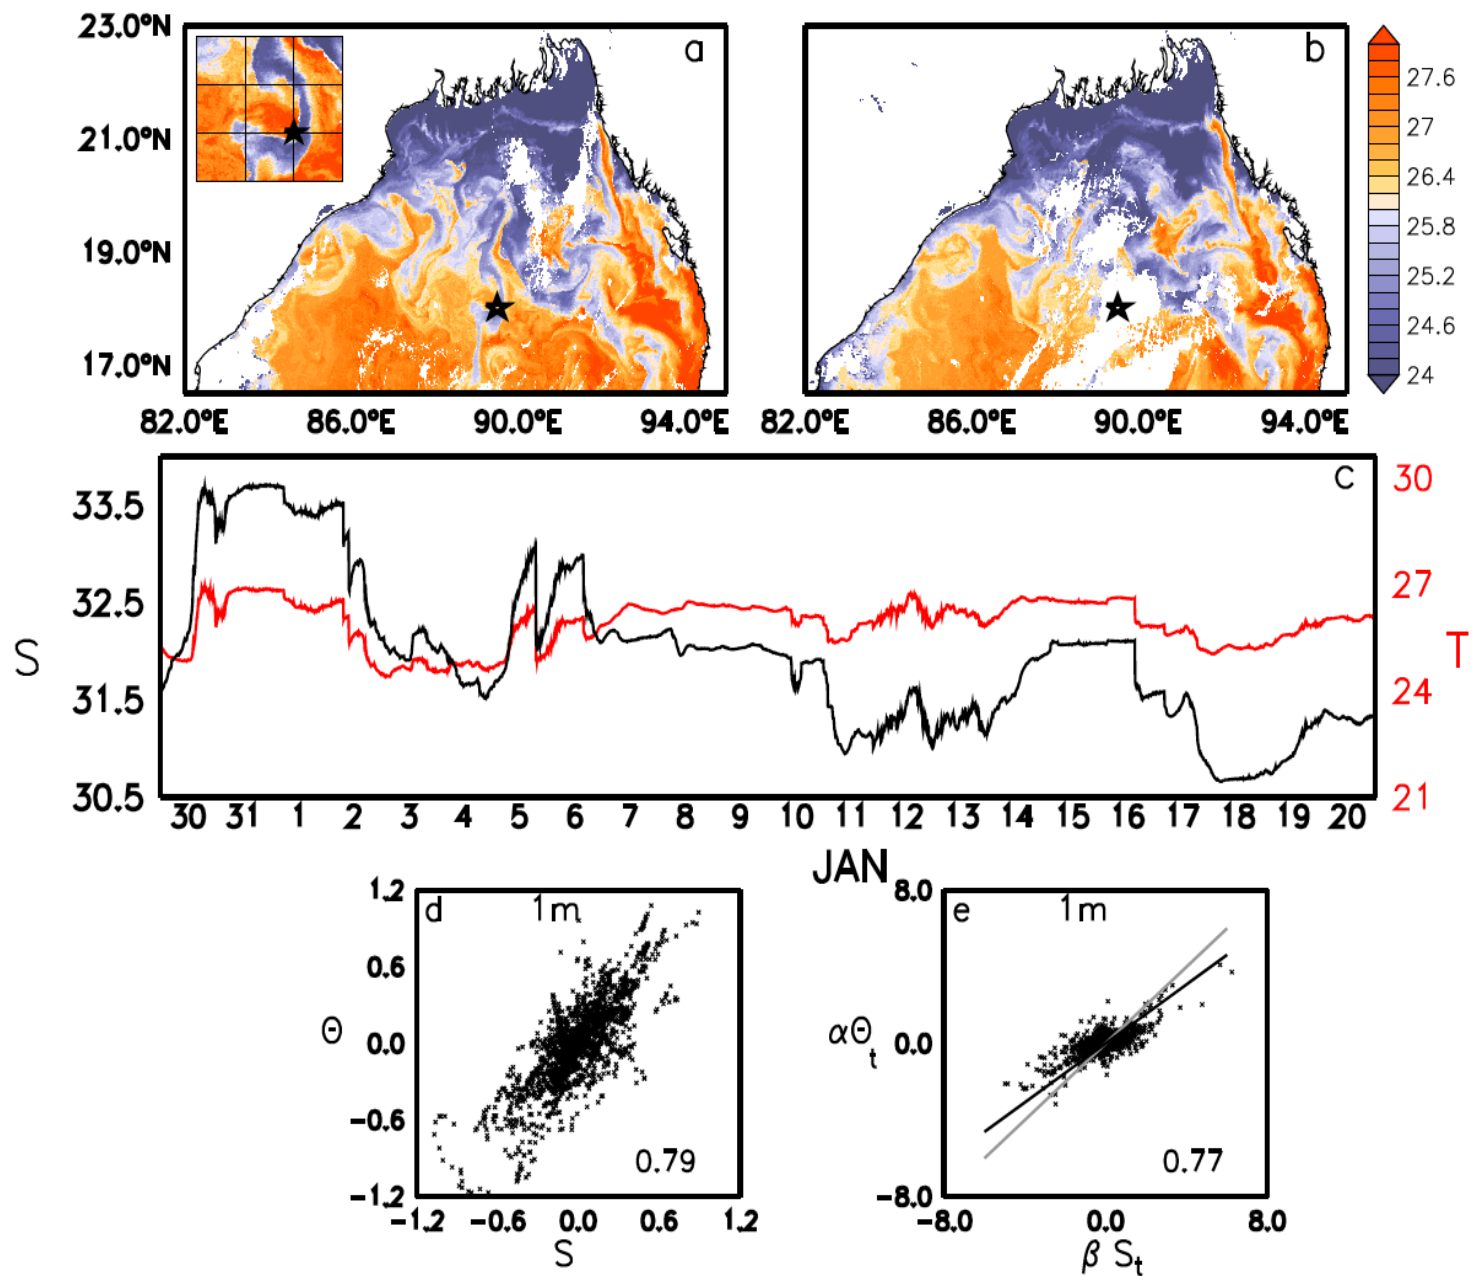 23.0°N
21.0°N
19.0°N
17.0°N
a
b
27.6
27
26.4
25.8
25.2
24.6
24
82.0°E 86.0°E 90.0°E 94.0°E
82.0°E 86.0°E 90.0°E 94.0°E
c
33.5
32.5
31.5
30.5
S
30
27
24
21
T
30 31 1 2 3 4 5 6 7 8 9 10 11 12 13 14 15 16 17 18 19 20
JAN
d 1m
1.2
0.6
0.0
−0.6
−1.2
Θ
0.79
−1.2 −0.6 0.0 0.6 1.2
S
e 1m
8.0
0.0
−8.0
αΘt
0.77
−8.0 0.0 8.0
β St